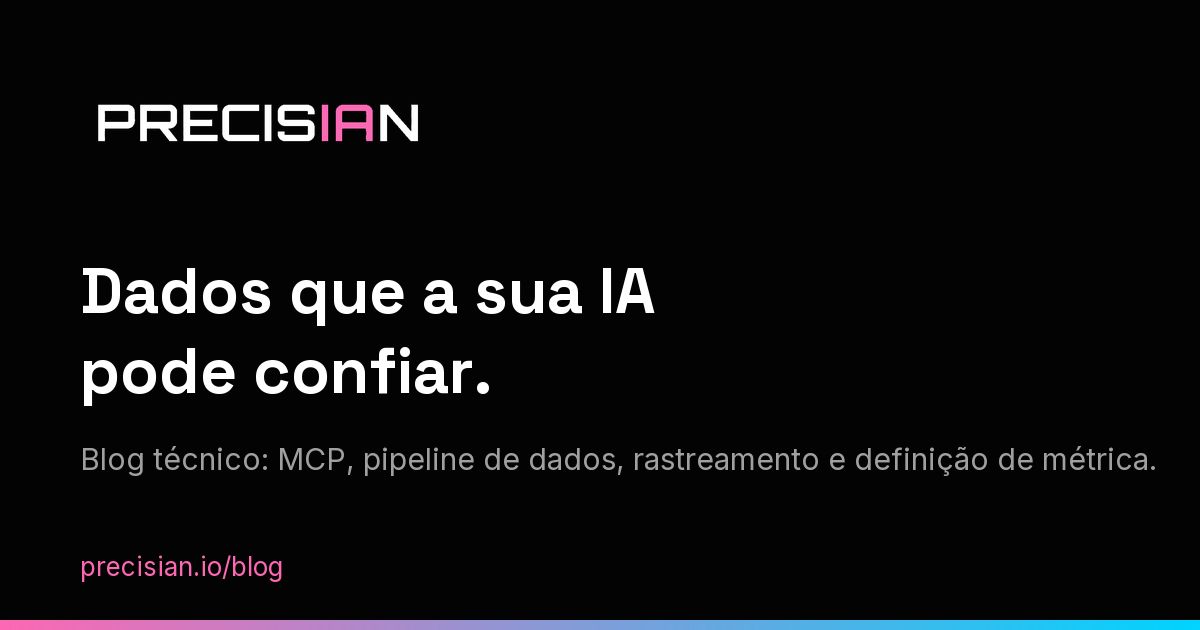 PRECISIAN
Dados que a sua IA
pode confiar.
Blog técnico: MCP, pipeline de dados, rastreamento e definição de métrica.
precisian.io/blog